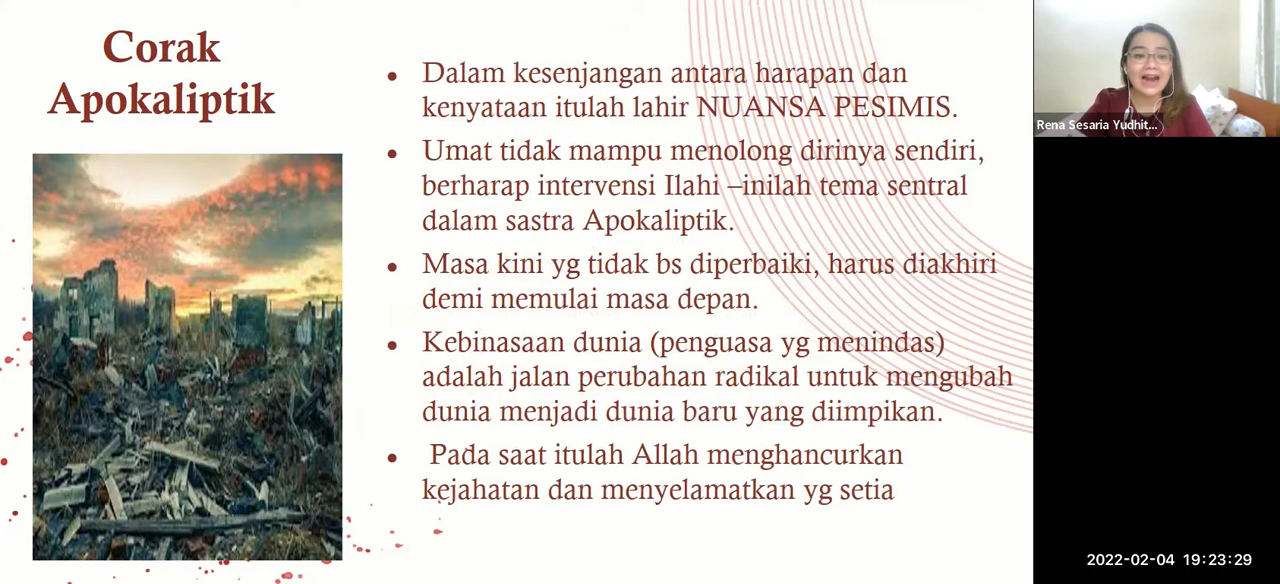 Corak
Apokaliptik
• Dalam kesenjangan antara harapan dan
kenyataan itulah lahir NUANSA PESIMIS.
• Umat tidak mampu menolong dirinya sendiri,
berharap intervensi Ilahi –inilah tema sentral
dalam sastra Apokaliptik.
• Masa kini yg tidak bs diperbaiki, harus diakhiri
demi memulai masa depan.
• Kebinasaan dunia (penguasa yg menindas)
adalah jalan perubahan radikal untuk mengubah
dunia menjadi dunia baru yang diimpikan.
• Pada saat itulah Allah menghancurkan
kejahatan dan menyelamatkan yg setia
Rena Sesaria Yudhit...
2022-02-04 19:23:29